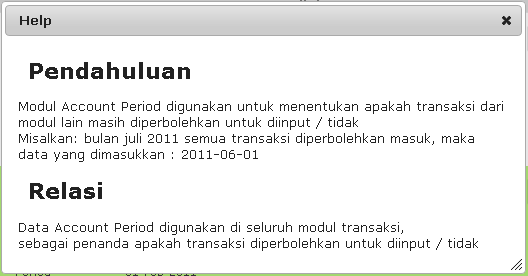 Help
Pendahuluan
Modul Account Period digunakan untuk menentukan apakah transaksi dari
modul lain masih diperbolehkan untuk diinput / tidak
Misalkan: bulan juli 2011 semua transaksi diperbolehkan masuk, maka
data yang dimasukkan : 2011-06-01
Relasi
Data Account Period digunakan di seluruh modul transaksi,
sebagai penanda apakah transaksi diperbolehkan untuk diinput / tidak